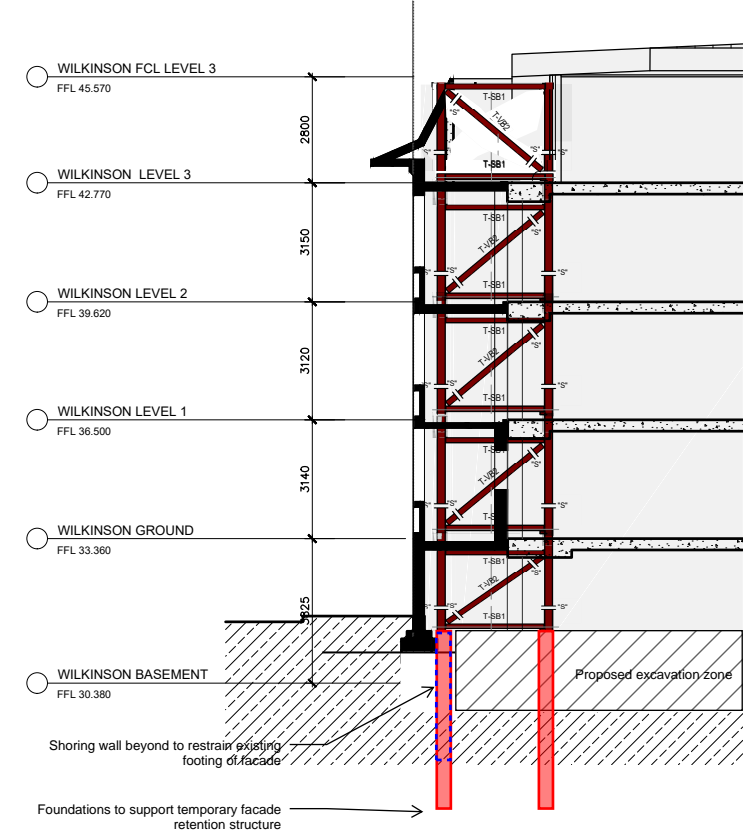 WILKINSON FCL LEVEL 3
FFL 45.570
2800
T-SB1
"S"
"S"
T-VB2
"S"
"S"
"S"
T-SB1
WILKINSON LEVEL 3
FFL 42.770
3150
T-SB1
"S"
T-VB2
"S"
"S"
"S"
WILKINSON LEVEL 2
FFL 39.620
T-SB1
3120
T-SB1
"S"
T-VB2
"S"
"S"
"S"
T-SB1
WILKINSON LEVEL 1
FFL 36.500
3140
T-SB1
"S"
T-VB2
"S"
"S"
"S"
WILKINSON GROUND
FFL 33.360
T-SB1
T-SB1
"S"
T-VB2
"S"
"S"
"S"
T-SB1
Proposed excavation zone
WILKINSON BASEMENT
FFL 30.380
Shoring wall beyond to restrain existing
footing of facade
Foundations to support temporary facade
retention structure